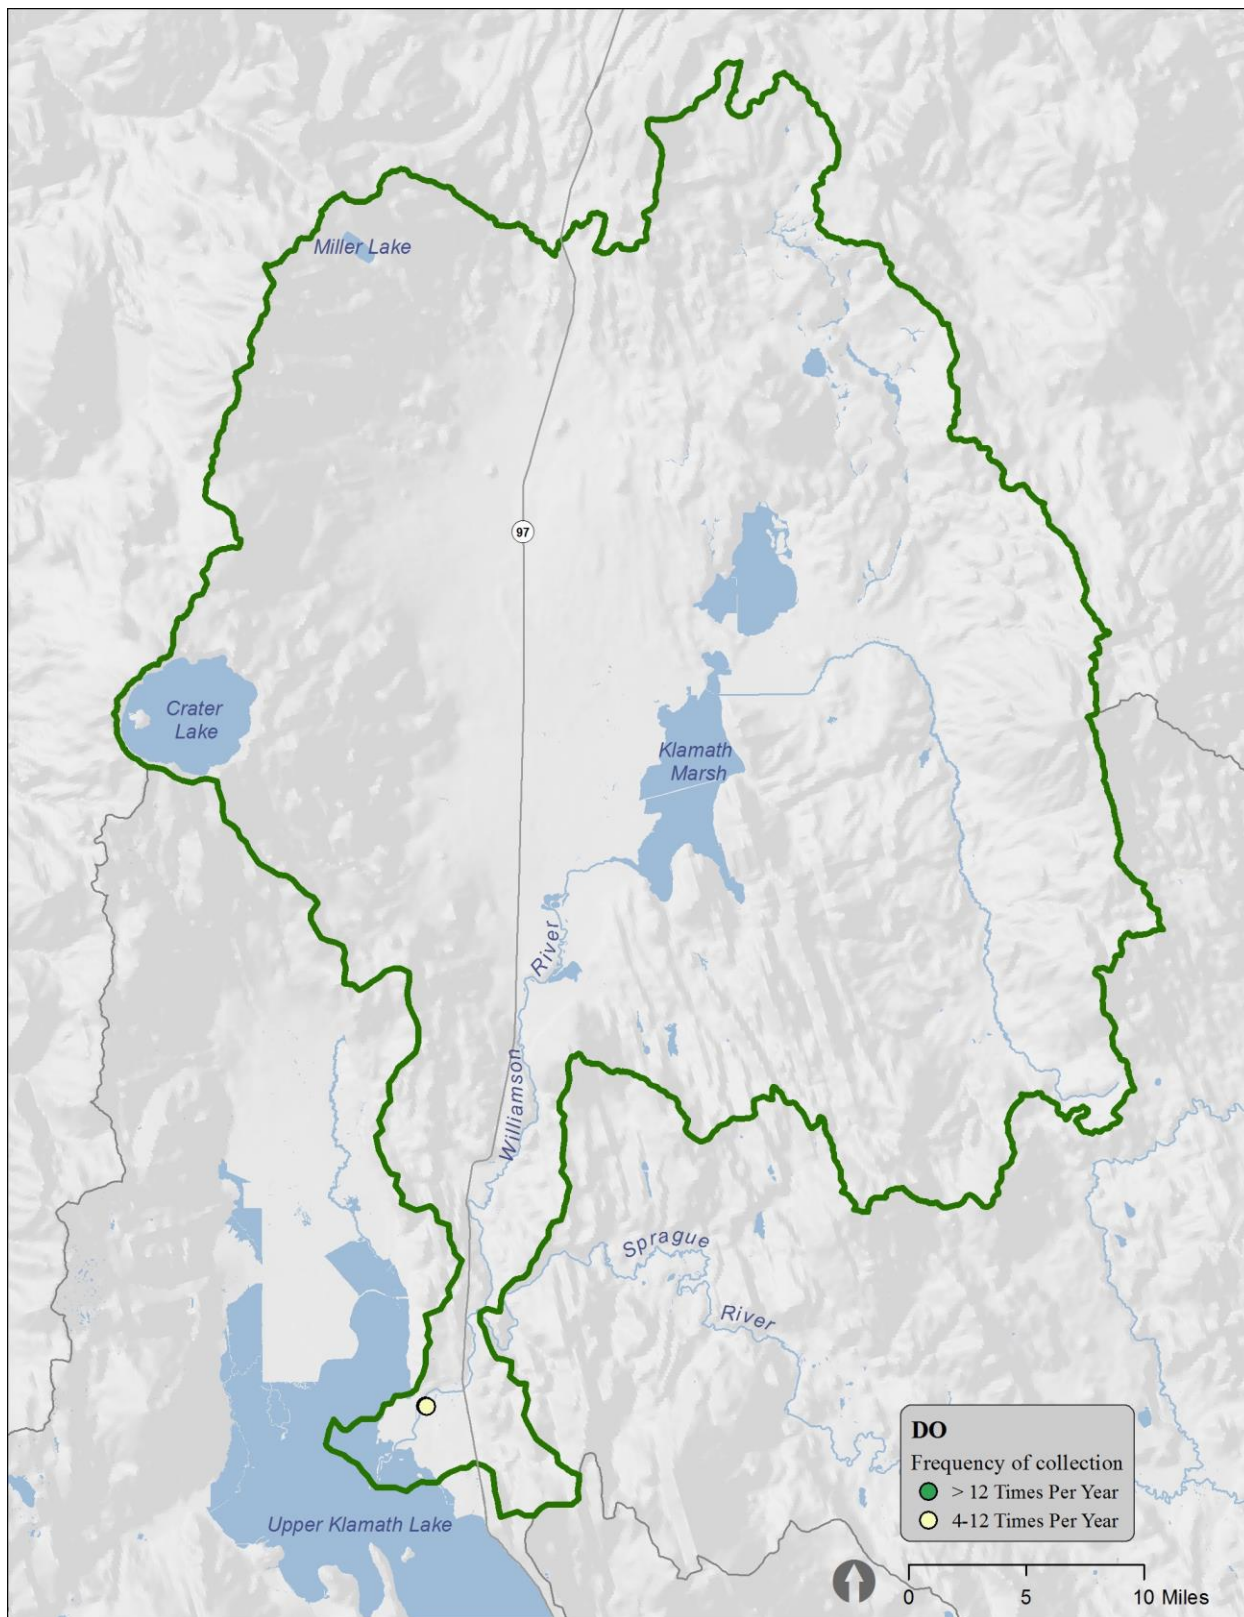 Miller Lake
97
Crater
Lake
Klamath
Marsh
River
Williamson
Sprague
River
Upper Klamath Lake
DO
Frequency of collection
> 12 Times Per Year
4-12 Times Per Year
0 5 10 Miles